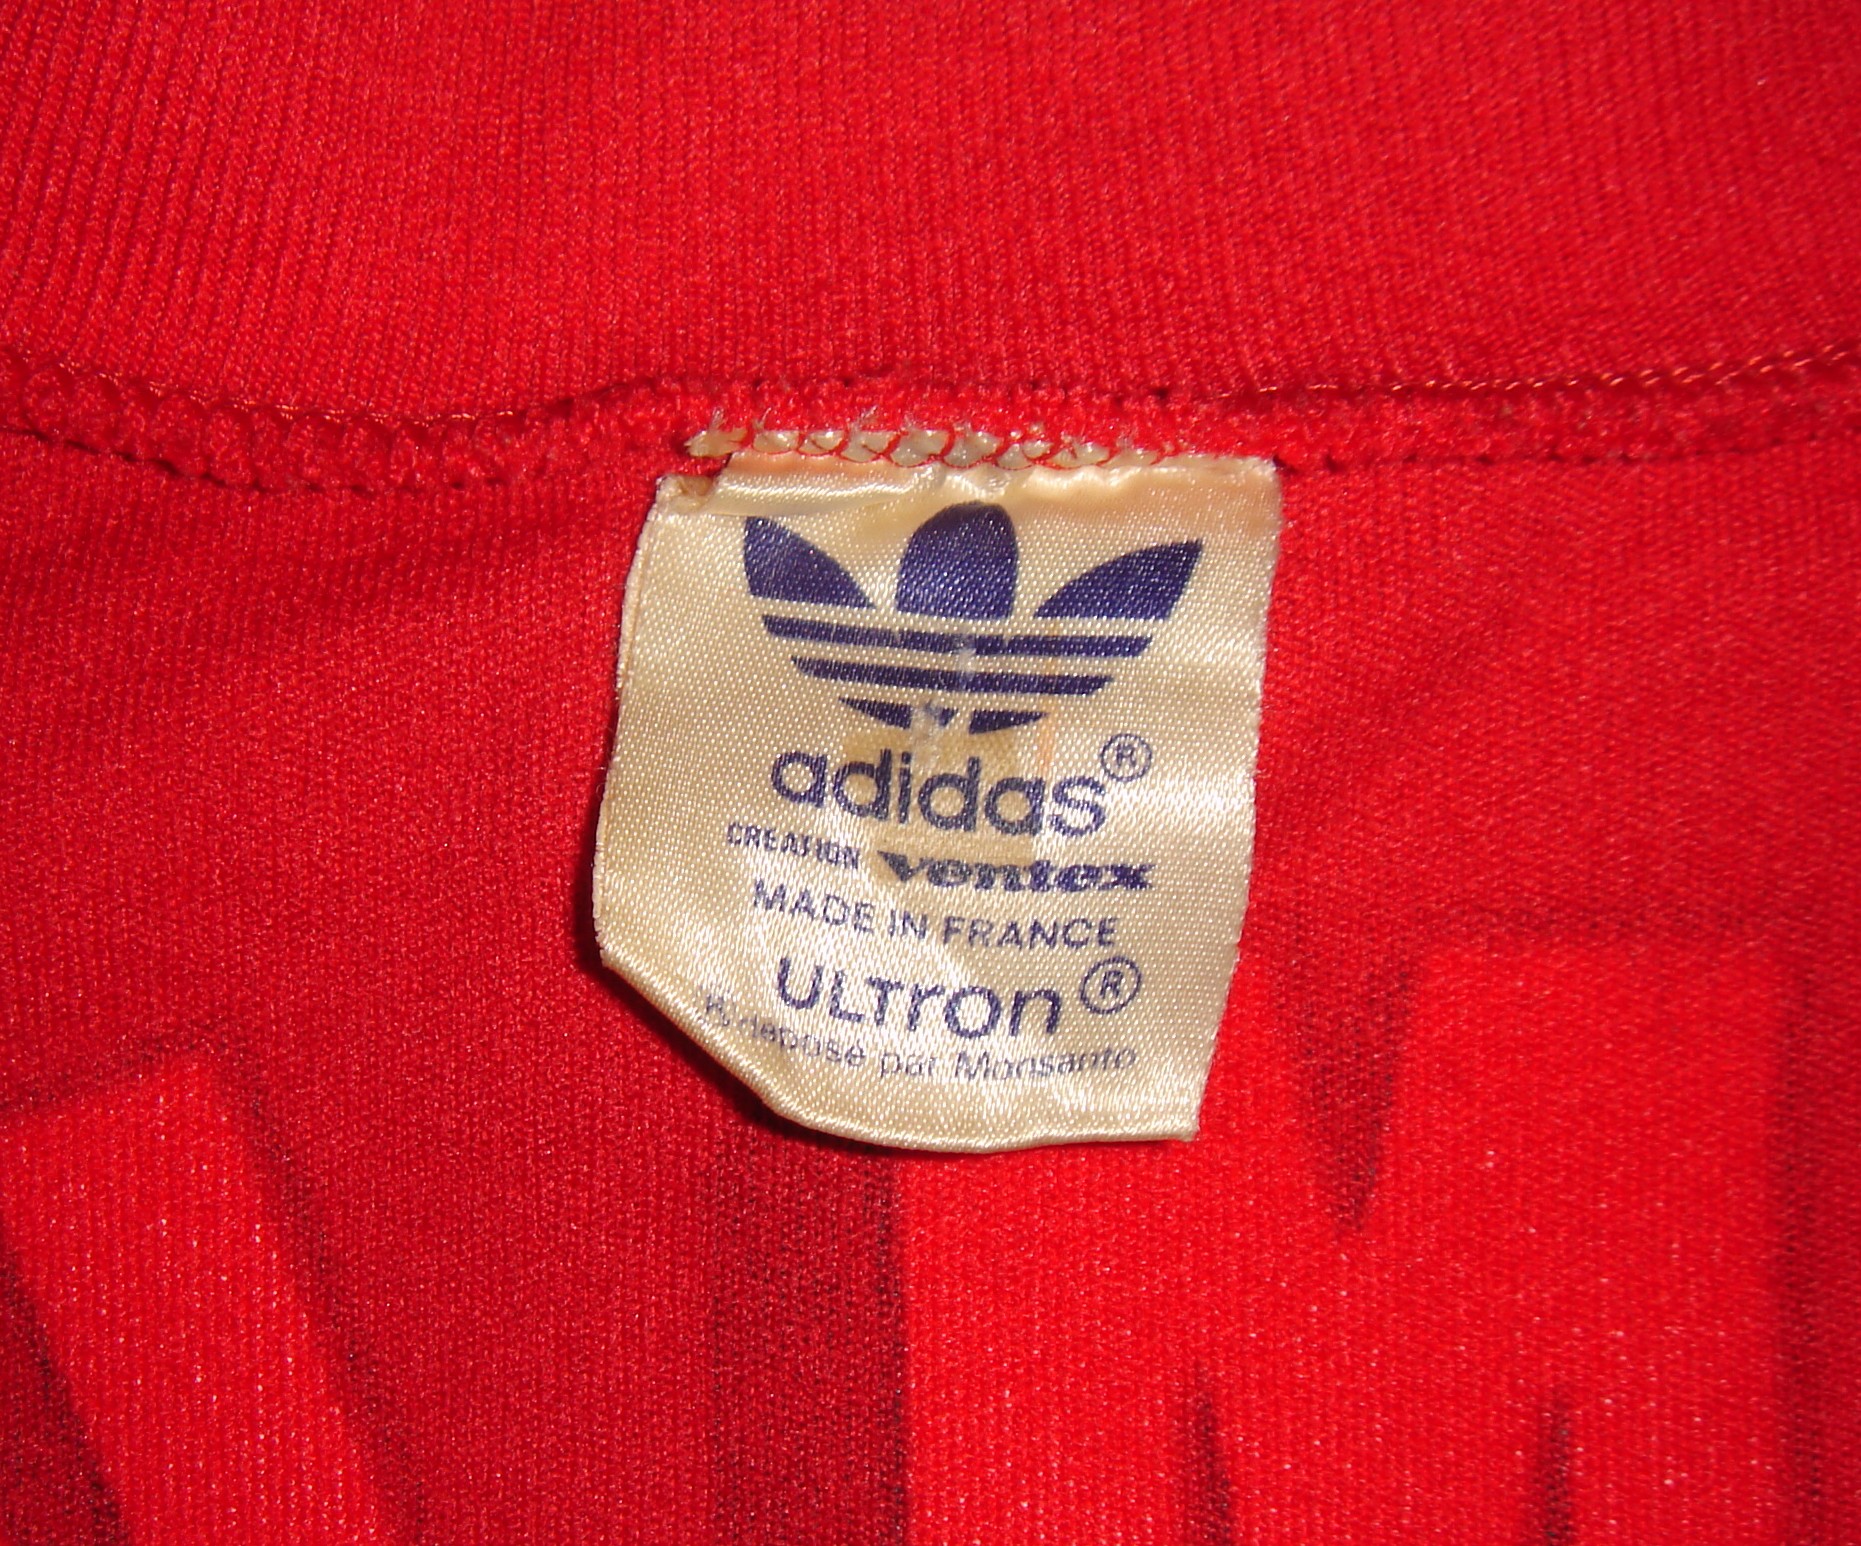 adidas®
CREATION ventex
MADE IN FRANCE
ULTron®
déposé par Monsanto